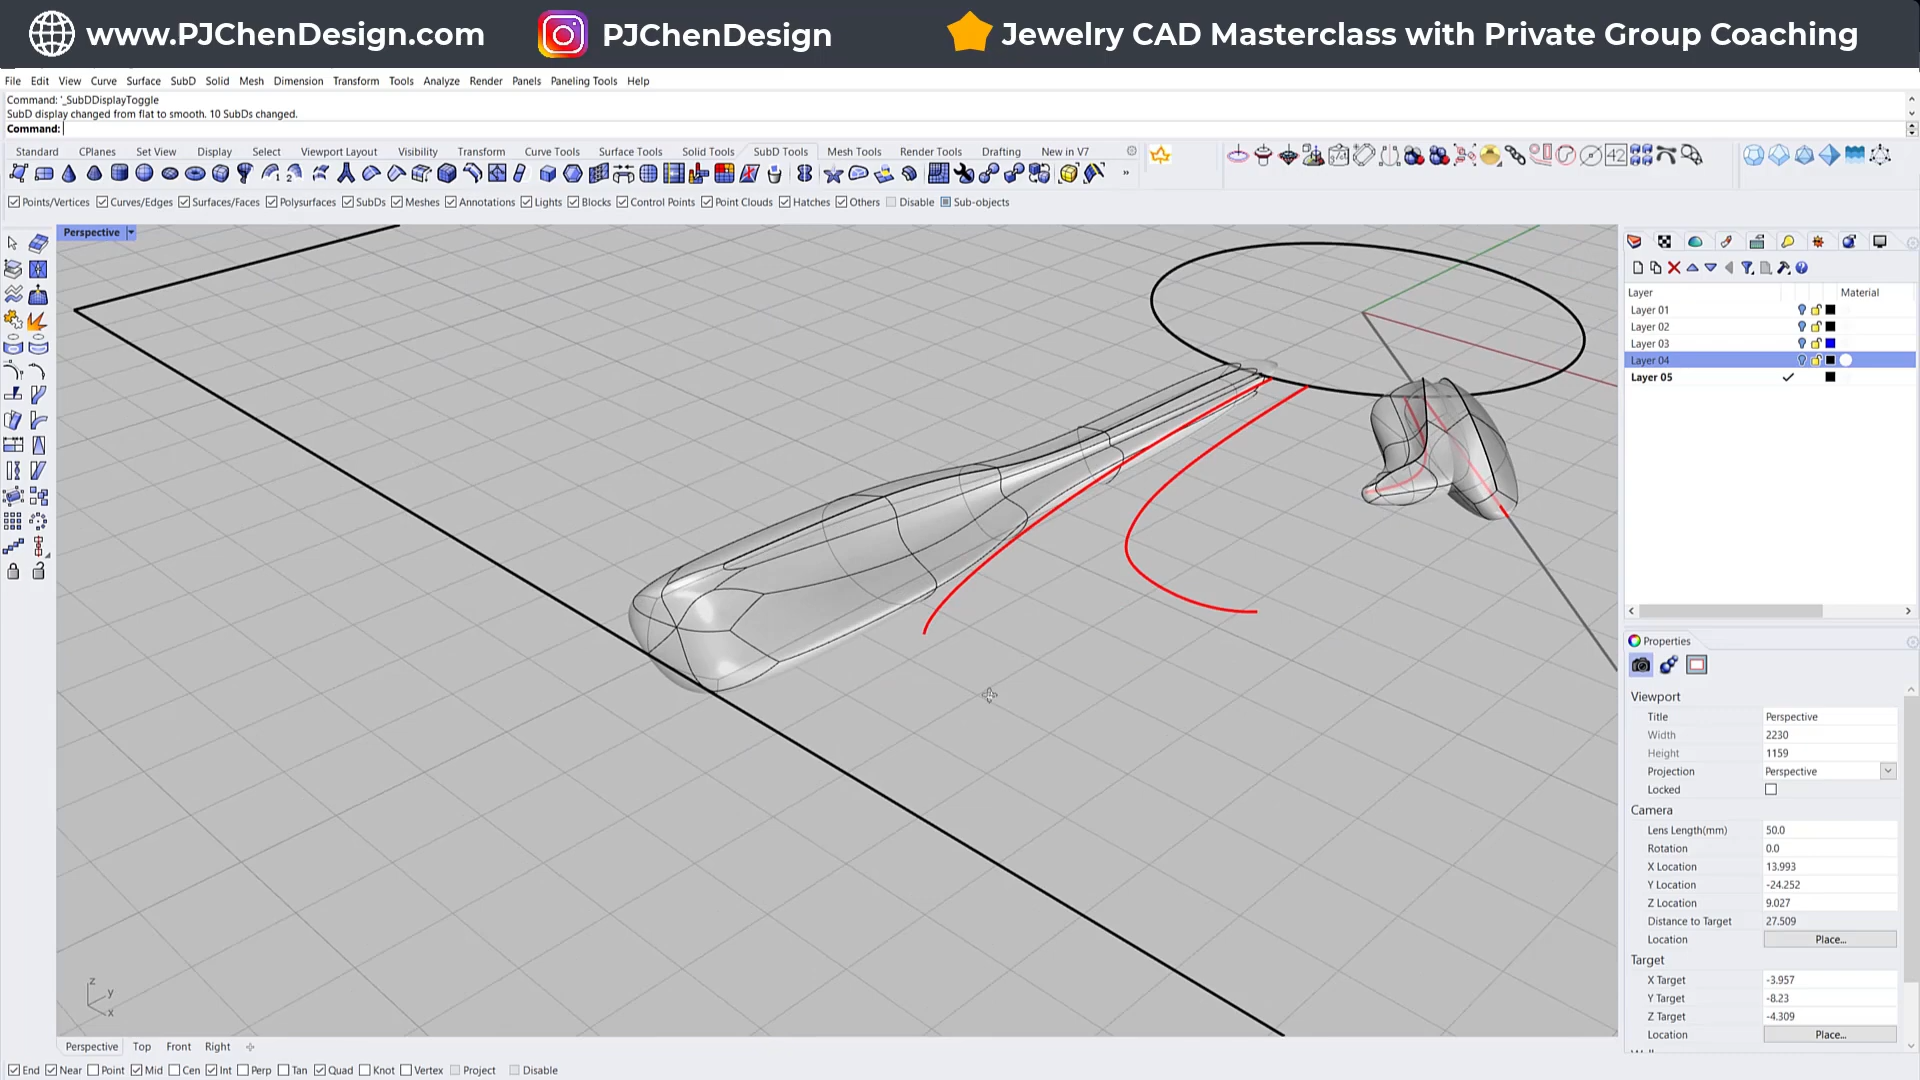 www.PJChenDesign.com PJChenDesign Jewelry CAD Masterclass with Private Group Coaching
File Edit View Curve Surface SubD Solid Mesh Dimension Transform Tools Analyze Render Panels Paneling Tools Help
Command: '_SubDDisplayToggle
SubD display changed from flat to smooth. 10 SubDs changed.
Command:
Standard CPlanes Set View Display Select Viewport Layout Visibility Transform Curve Tools Surface Tools Solid Tools SubD Tools Mesh Tools Render Tools Drafting New in V7
42
Points/Vertices Curves/Edges Surfaces/Faces Polysurfaces SubDs Meshes Annotations Lights Blocks Control Points Point Clouds Hatches Others Disable Sub-objects
Perspective
Layer Material
Layer 01
Layer 02
Layer 03
Layer 04
Layer 05
Properties
Viewport
Title Perspective
Width 2230
Height 1159
Projection Perspective
Locked
Camera
Lens Length(mm) 50.0
Rotation 0.0
X Location 13.993
Y Location -24.252
Z Location 9.027
Distance to Target 27.509
Location Place...
Target
X Target -3.957
Y Target -8.23
Z Target -4.309
Location Place...
z
y
x
Perspective Top Front Right
End Near Point Mid Cen Int Perp Tan Quad Knot Vertex Project Disable